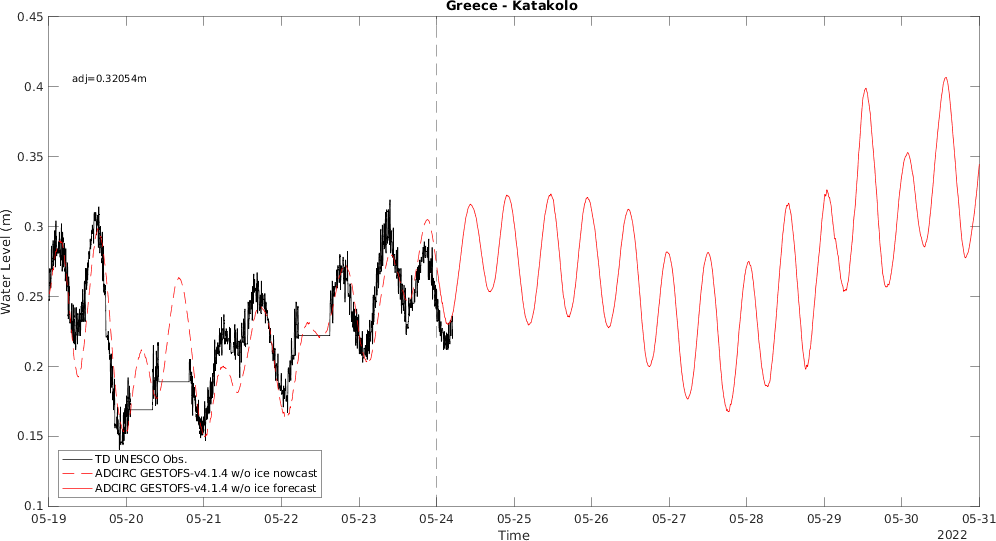 Greece - Katakolo
0.45
0.4
0.35
0.3
0.25
0.2
0.15
0.1
Water Level (m)
adj=0.32054m
TD UNESCO Obs.
ADCIRC GESTOFS-v4.1.4 w/o ice nowcast
ADCIRC GESTOFS-v4.1.4 w/o ice forecast
05-19 05-20 05-21 05-22 05-23 05-24 05-25 05-26 05-27 05-28 05-29 05-30 05-31
Time
2022